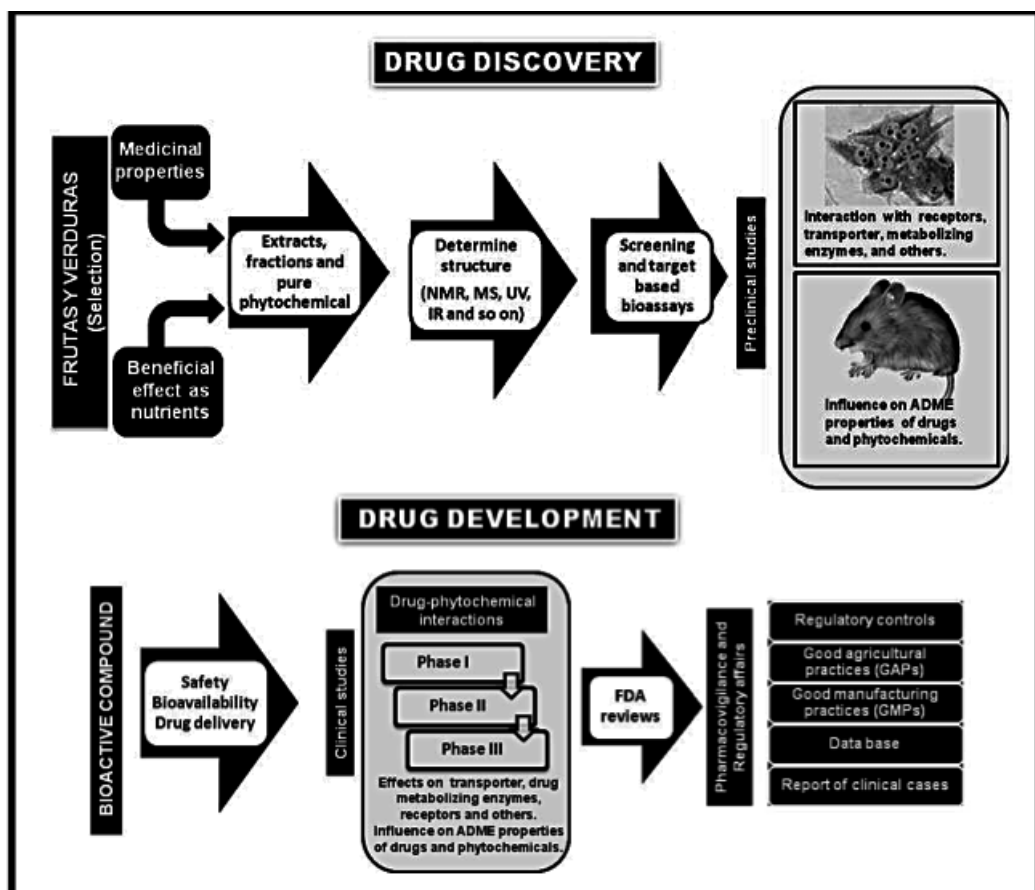 DRUG DISCOVERY
FRUTAS Y VERDURAS
(Selection)
Medicinal
properties
Beneficial
effect as
nutrients
Extracts,
fractions and
pure
phytochemical
Determine
structure
(NMR, MS, UV,
IR and so on)
Screening
and target
based
bioassays
Preclinical studies
Interaction with receptors,
transporter, metabolizing
enzymes, and others.
Influence on ADME
properties of drugs
and phytochemicals.
DRUG DEVELOPMENT
BIOACTIVE COMPOUND
Safety
Bioavailability
Drug delivery
Clinical studies
Drug-phytochemical
interactions
Phase I
Phase II
Phase III
Effects on transporter, drug
metabolizing enzymes,
receptors and others.
Influence on ADME properties
of drugs and phytochemicals.
FDA
reviews
Pharmacovigilance and
Regulatory affairs
Regulatory controls
Good agricultural
practices (GAPs)
Good manufacturing
practices (GMPs)
Data base
Report of clinical cases